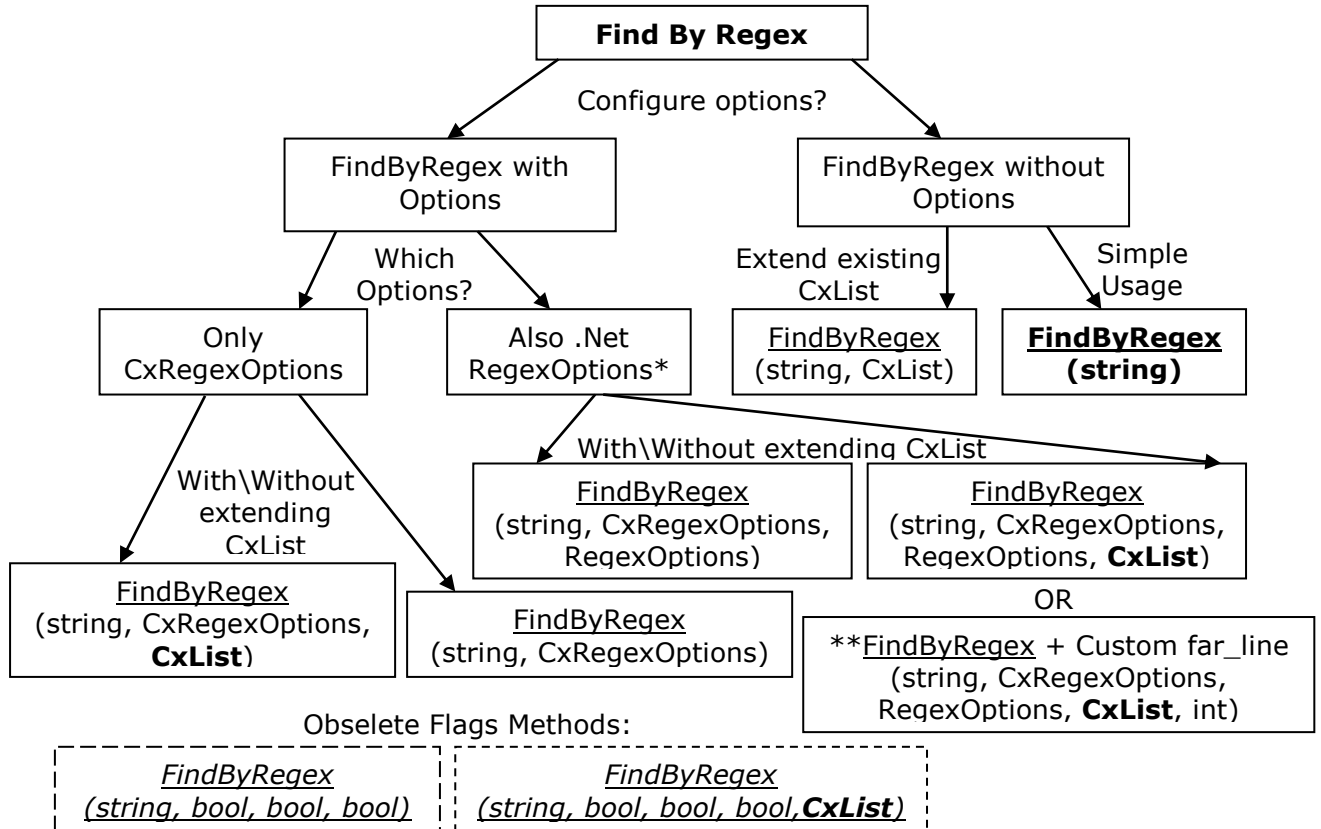 Find By Regex
Configure options?
FindByRegex with
Options
FindByRegex without
Options
Which
Options?
Extend existing
CxList
Simple
Usage
Only
CxRegexOptions
Also .Net
RegexOptions*
FindByRegex
(string, CxList)
FindByRegex
(string)
With\Without
extending
CxList
With\Without extending CxList
FindByRegex
(string, CxRegexOptions,
RegexOptions)
FindByRegex
(string, CxRegexOptions,
RegexOptions, CxList)
FindByRegex
(string, CxRegexOptions,
CxList)
FindByRegex
(string, CxRegexOptions)
OR
**FindByRegex + Custom far_line
(string, CxRegexOptions,
RegexOptions, CxList, int)
Obselete Flags Methods:
FindByRegex
(string, bool, bool, bool)
FindByRegex
(string, bool, bool, bool,CxList)